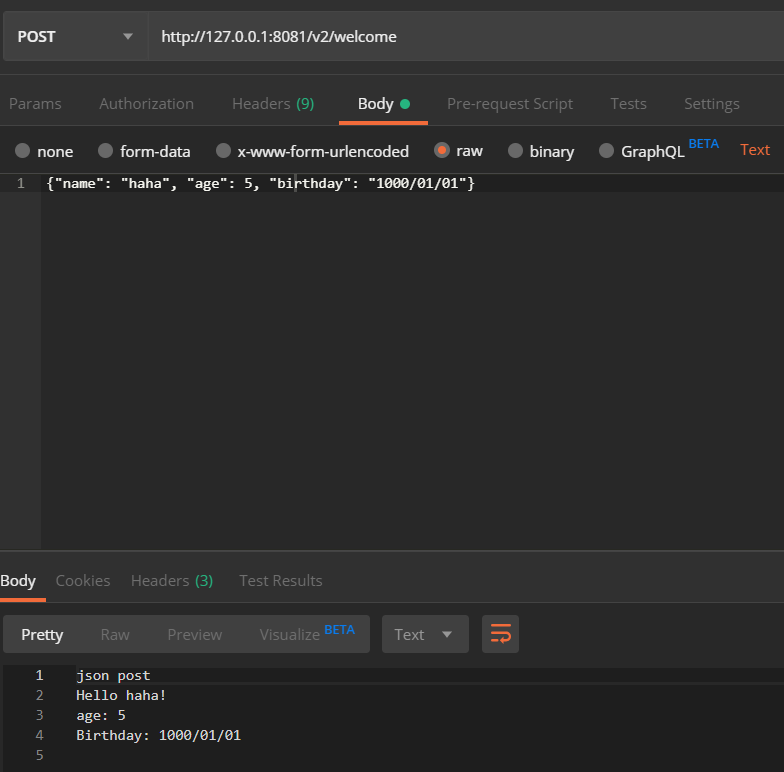 POST http://127.0.0.1:8081/v2/welcome
Params Authorization Headers (9) Body Pre-request Script Tests Settings
none form-data x-www-form-urlencoded raw binary GraphQL BETA Text
1 {"name": "haha", "age": 5, "birthday": "1000/01/01"}
Body Cookies Headers (3) Test Results
Pretty Raw Preview Visualize BETA Text
1 json post
2 Hello haha!
3 age: 5
4 Birthday: 1000/01/01
5